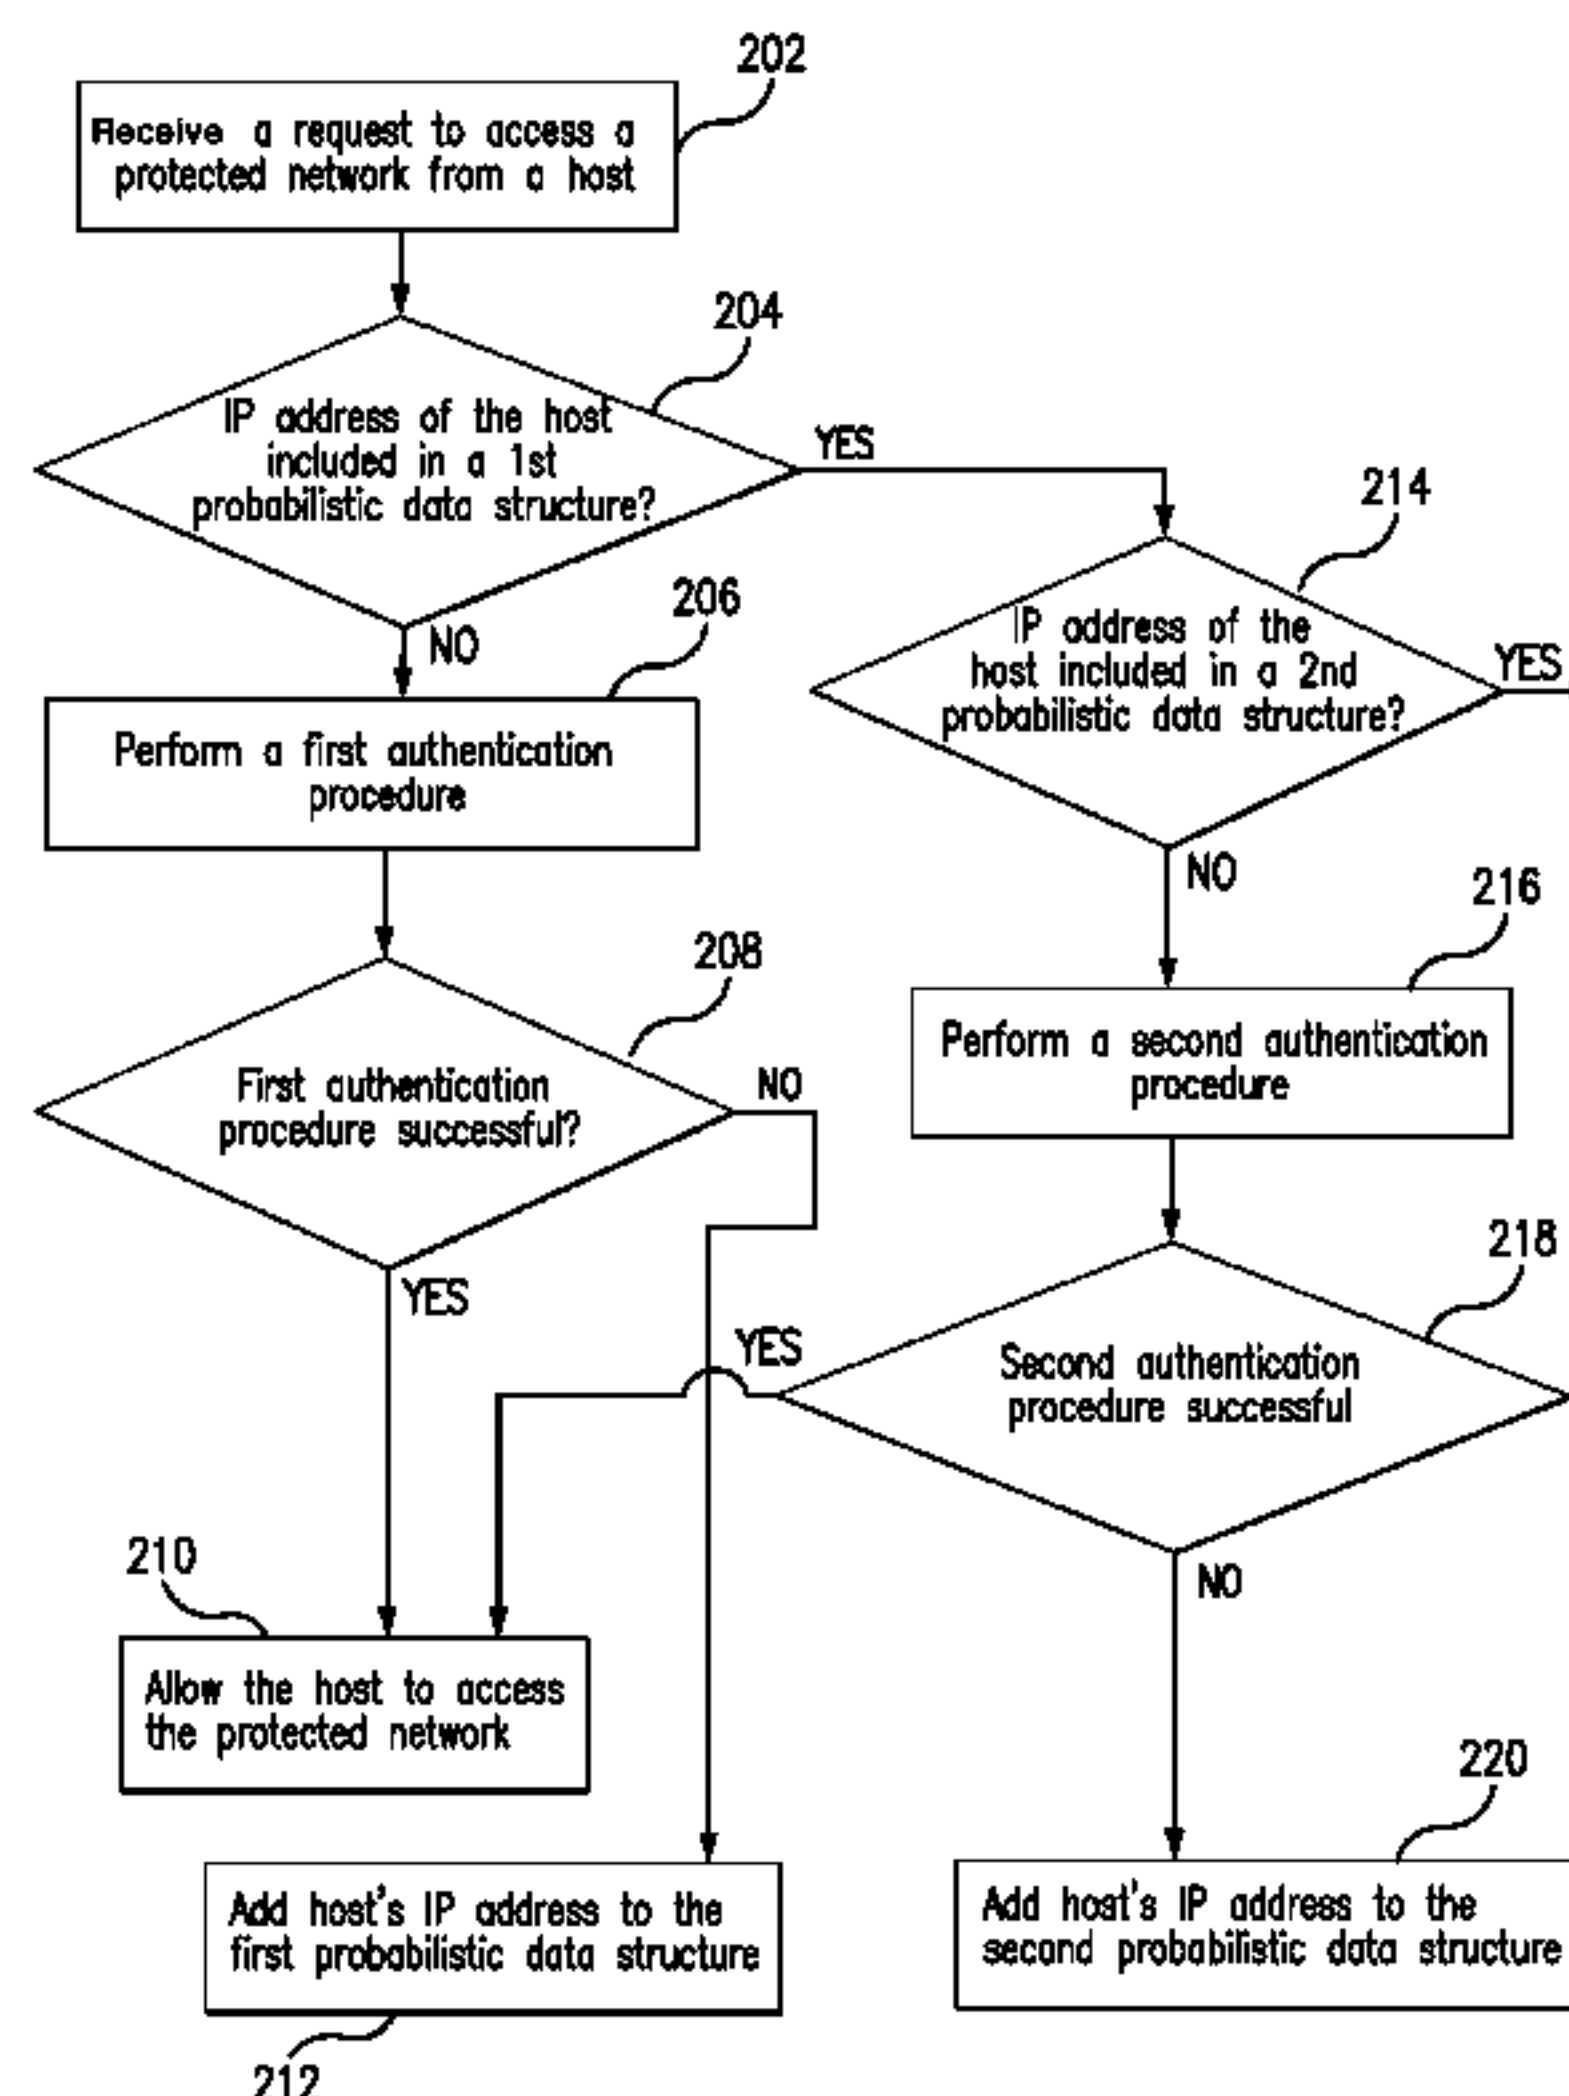 202
Receive a request to access a
protected network from a host
204
IP address of the host
included in a 1st
probabilistic data structure?
YES
NO
214
IP address of the
host included in a 2nd
probabilistic data structure?
YES
NO
206
Perform a first authentication
procedure
216
Perform a second authentication
procedure
208
First authentication
procedure successful?
NO
YES
218
Second authentication
procedure successful
YES
NO
210
Allow the host to access
the protected network
220
Add host's IP address to the
first probabilistic data structure
212
Add host's IP address to the
second probabilistic data structure